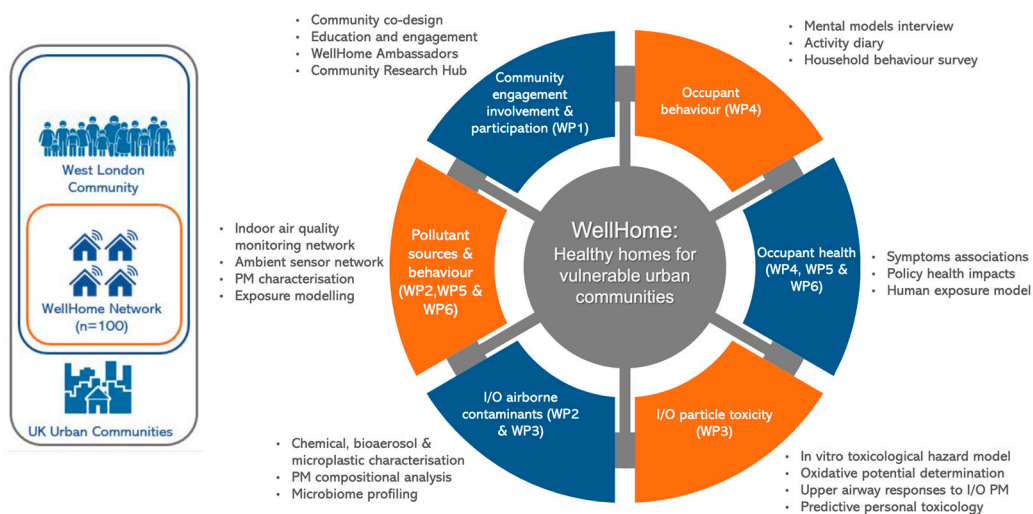 West London
Community
WellHome Network
(n=100)
UK Urban Communities
• Community co-design
• Education and engagement
• WellHome Ambassadors
• Community Research Hub
• Mental models interview
• Activity diary
• Household behaviour survey
Community
engagement
involvement &
participation (WP1)
Occupant
behaviour (WP4)
• Indoor air quality
monitoring network
• Ambient sensor network
• PM characterisation
• Exposure modelling
Pollutant
sources &
behaviour
(WP2,WP5 &
WP6)
WellHome:
Healthy homes for
vulnerable urban
communities
Occupant health
(WP4, WP5 &
WP6)
• Symptoms associations
• Policy health impacts
• Human exposure model
I/O airborne
contaminants (WP2
& WP3)
I/O particle toxicity
(WP3)
• Chemical, bioaerosol &
microplastic characterisation
• PM compositional analysis
• Microbiome profiling
• In vitro toxicological hazard model
• Oxidative potential determination
• Upper airway responses to I/O PM
• Predictive personal toxicology